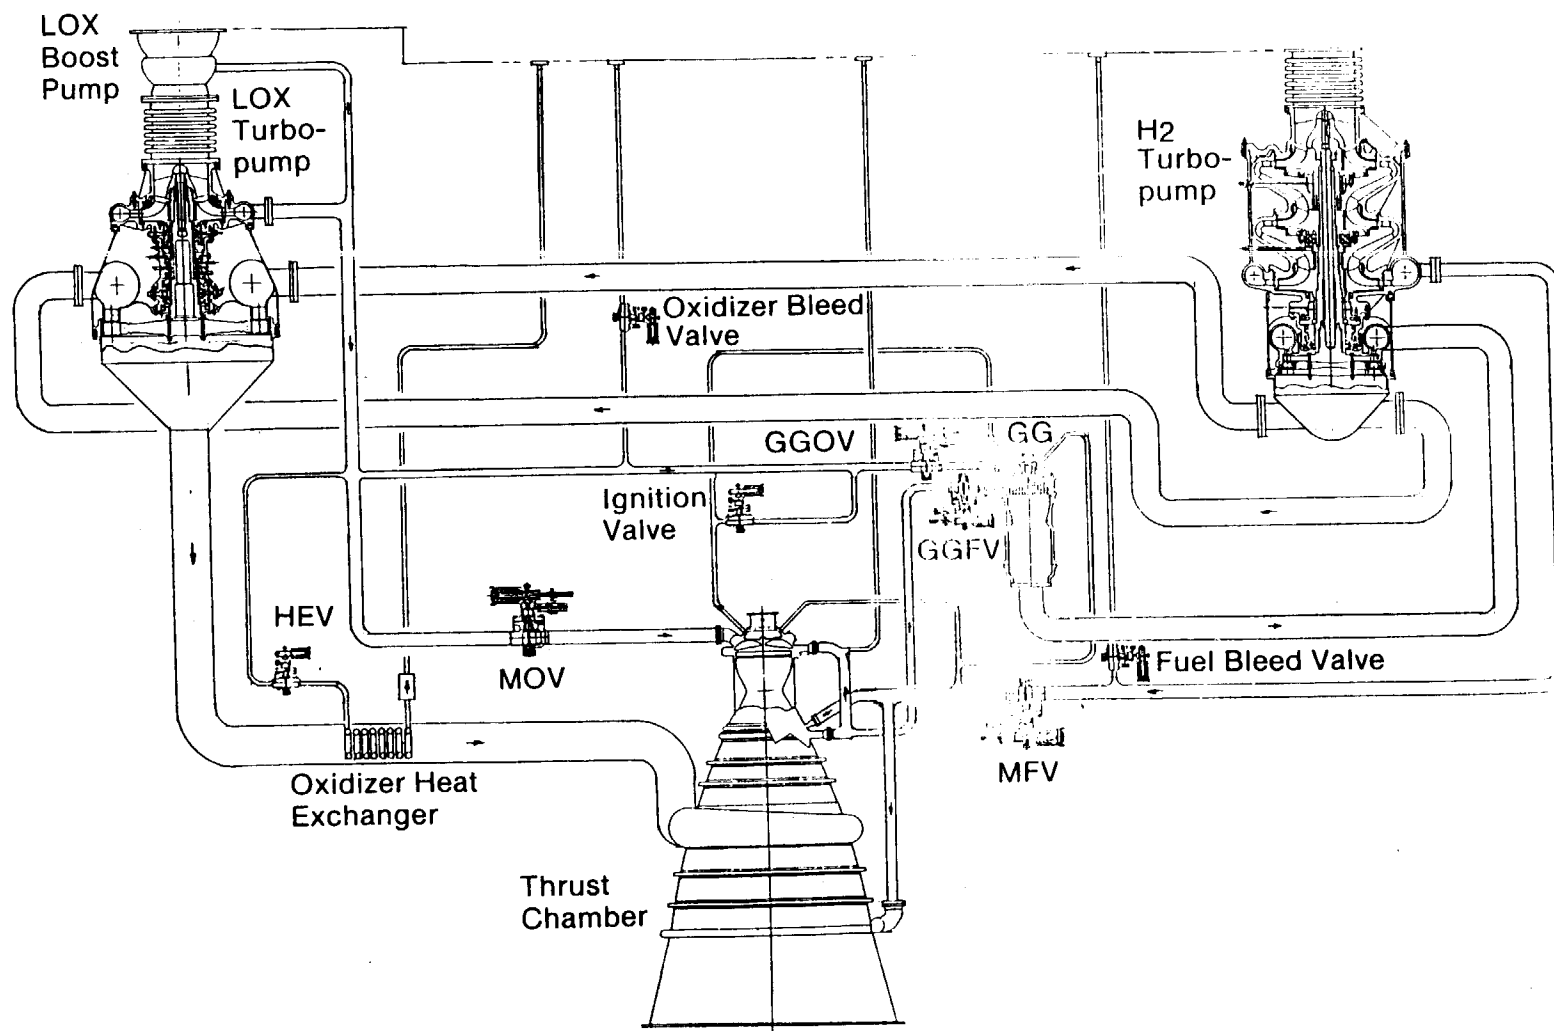 LOX
Boost
Pump
LOX
Turbo-
pump
H2
Turbo-
pump
Oxidizer Bleed
Valve
GGOV
GG
Ignition
Valve
GGFV
HEV
MOV
Fuel Bleed Valve
MFV
Oxidizer Heat
Exchanger
Thrust
Chamber